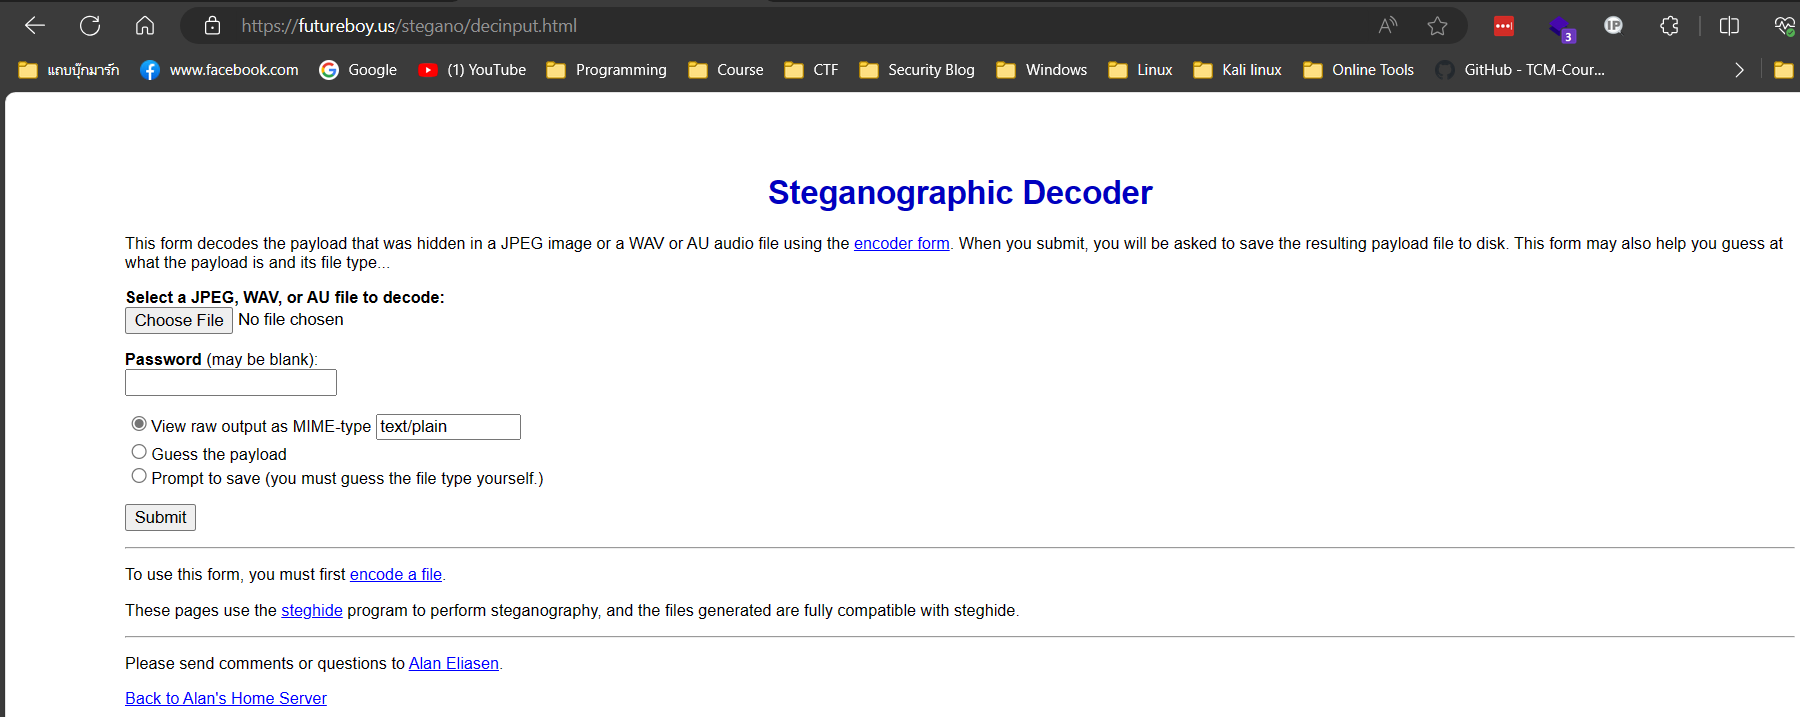 https://futureboy.us/stegano/decinput.html
3
IP
แถบบุ๊กมาร์ก www.facebook.com Google (1) YouTube Programming Course CTF Security Blog Windows Linux Kali linux Online Tools GitHub - TCM-Cour...
Steganographic Decoder
This form decodes the payload that was hidden in a JPEG image or a WAV or AU audio file using the encoder form. When you submit, you will be asked to save the resulting payload file to disk. This form may also help you guess at
what the payload is and its file type...
Select a JPEG, WAV, or AU file to decode:
Choose File No file chosen
Password (may be blank):
View raw output as MIME-type text/plain
Guess the payload
Prompt to save (you must guess the file type yourself.)
Submit
To use this form, you must first encode a file.
These pages use the steghide program to perform steganography, and the files generated are fully compatible with steghide.
Please send comments or questions to Alan Eliasen.
Back to Alan's Home Server